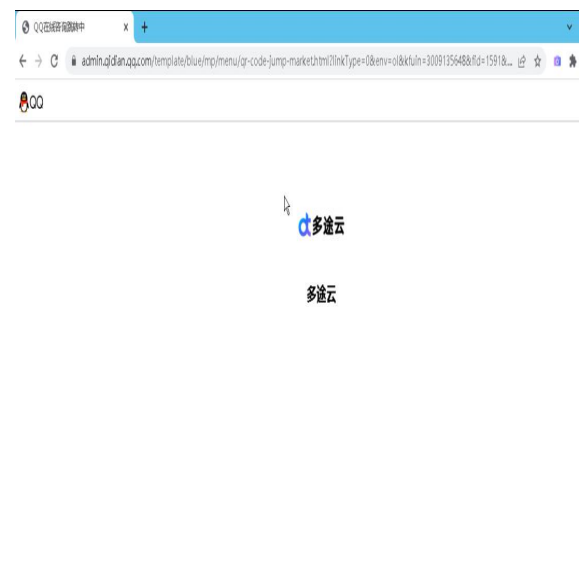 QQ在线咨询跳转中
admin.qidian.qq.com/template/blue/mp/menu/qr-code-jump-market.html?linkType=0&env=ol&kfuin=3009135648&fid=1591&...
QQ
多途云
多途云